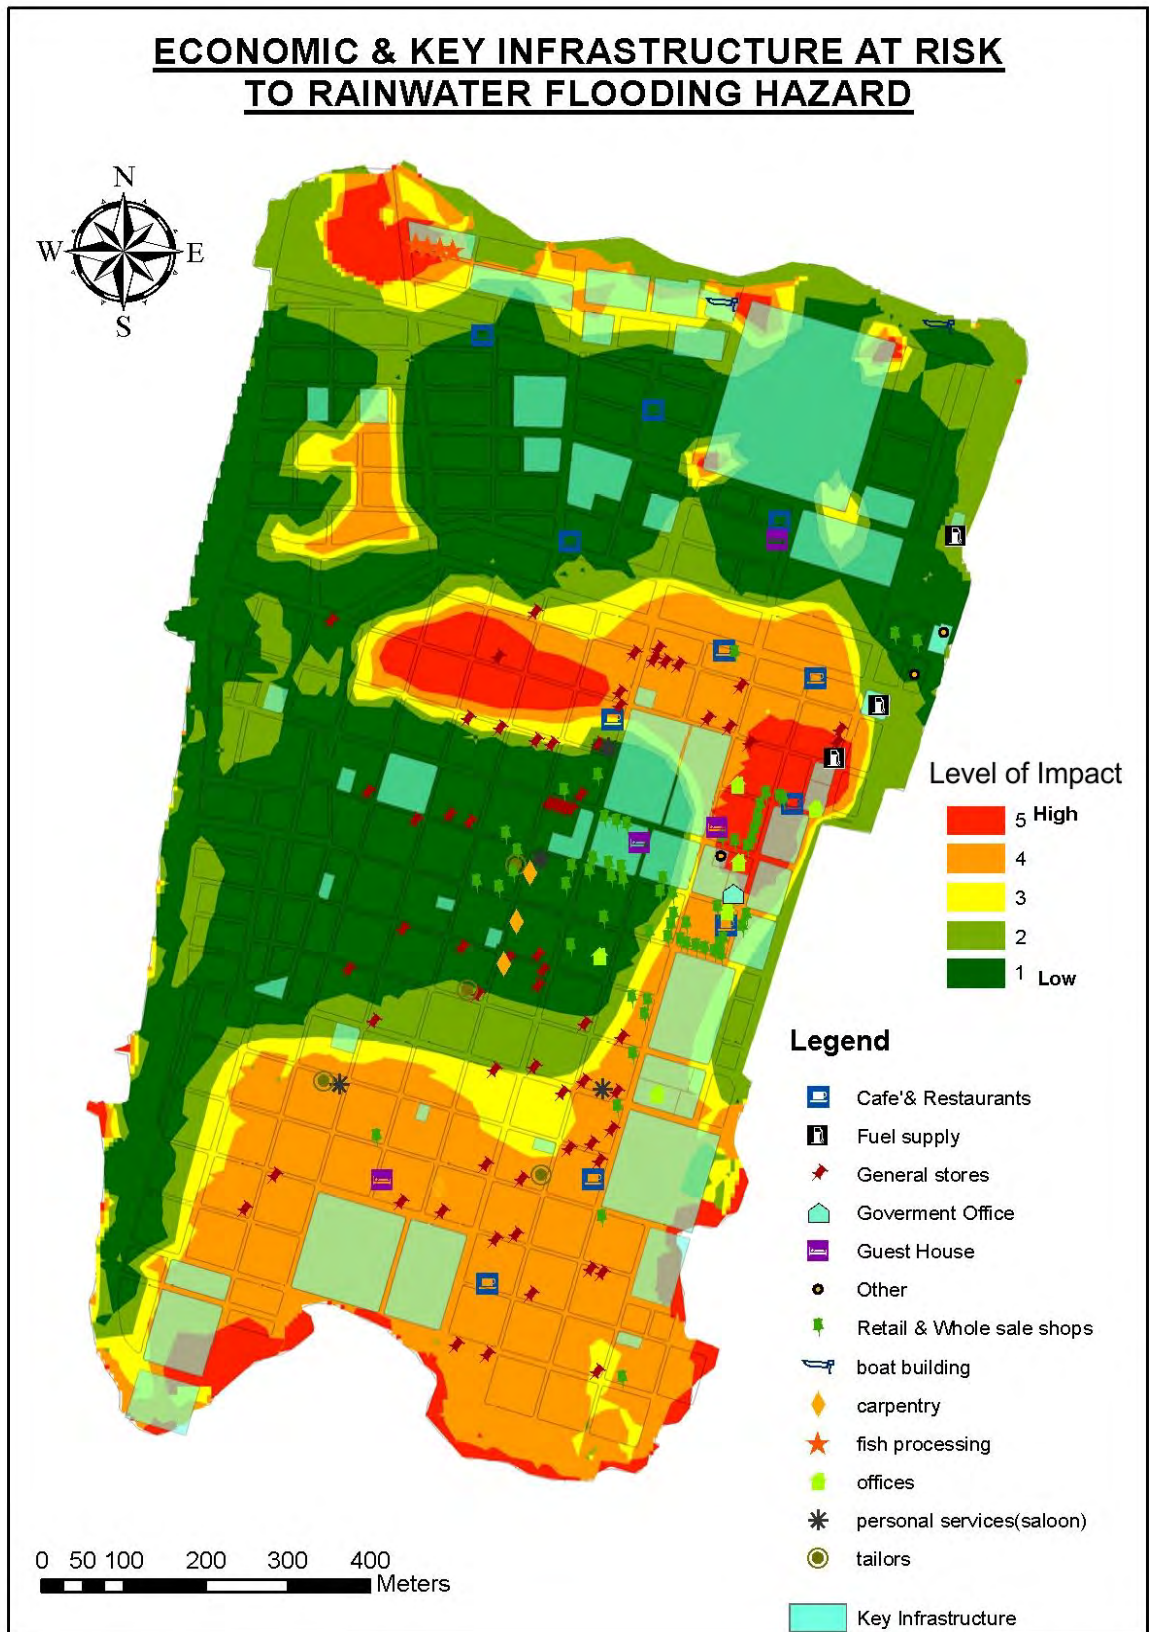 ECONOMIC & KEY INFRASTRUCTURE AT RISK
TO RAINWATER FLOODING HAZARD
N
W
E
S
Level of Impact
5 High
4
3
2
1 Low
Legend
Cafe'& Restaurants
Fuel supply
General stores
Goverment Office
Guest House
Other
Retail & Whole sale shops
boat building
carpentry
fish processing
offices
personal services(saloon)
tailors
Key Infrastructure
0 50 100 200 300 400
Meters